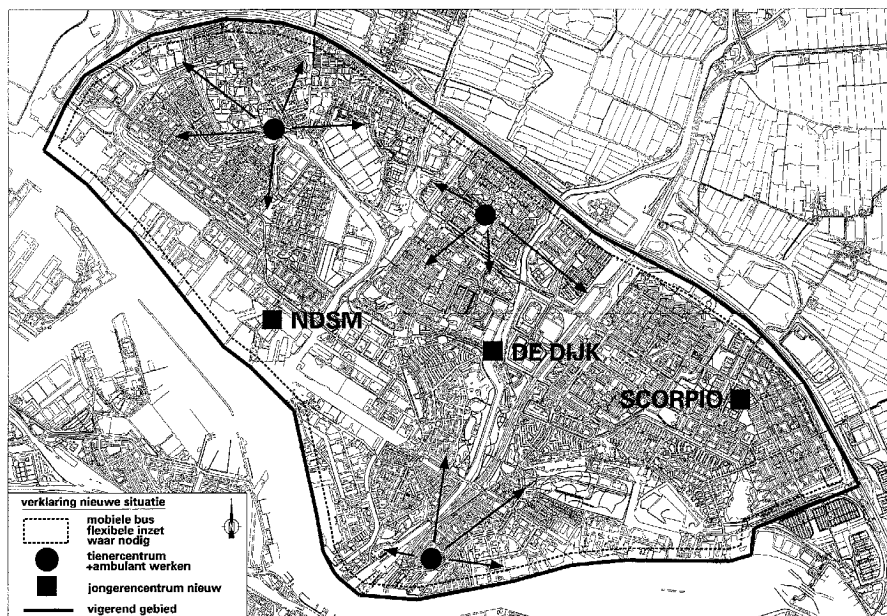 NDSM
DE DIJK
SCORPIO
verklaring nieuwe situatie
mobiele bus
flexibele inzet
waar nodig
tienercentrum
+ambulant werken
jongerencentrum nieuw
vigerend gebied